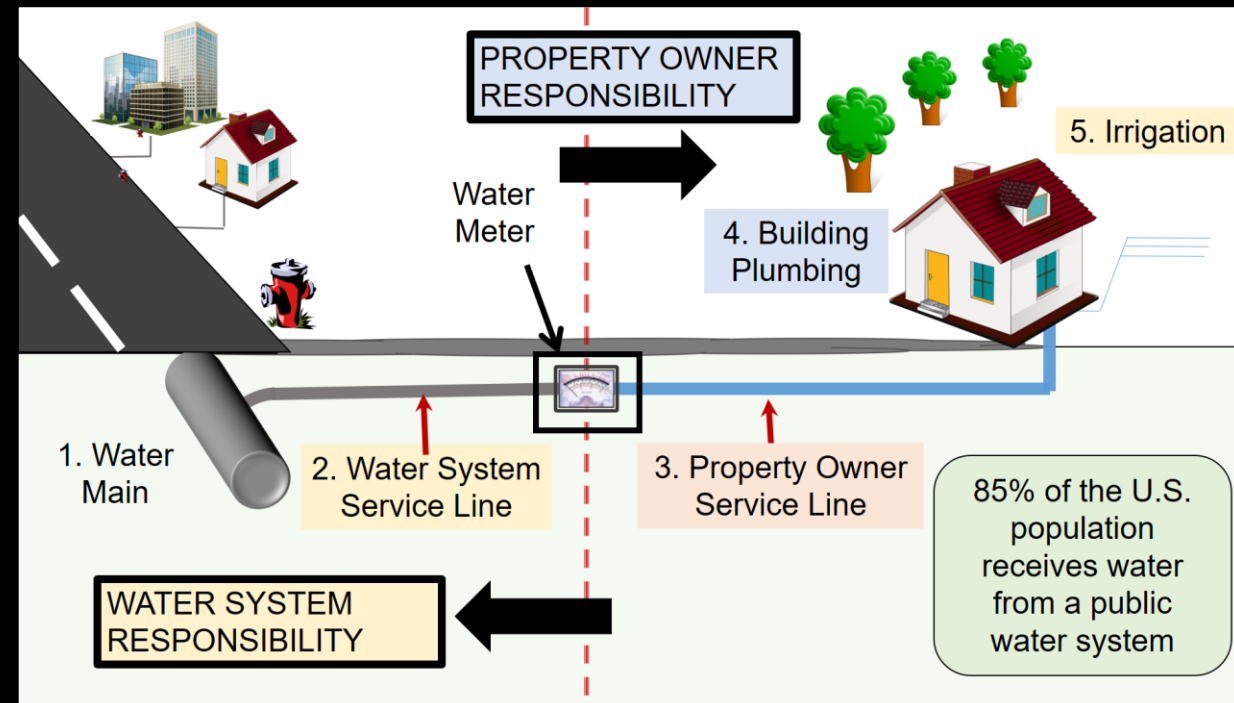 PROPERTY OWNER
RESPONSIBILITY
5. Irrigation
Water
Meter
4. Building
Plumbing
1. Water
Main
2. Water System
Service Line
3. Property Owner
Service Line
85% of the U.S.
population
receives water
from a public
water system
WATER SYSTEM
RESPONSIBILITY